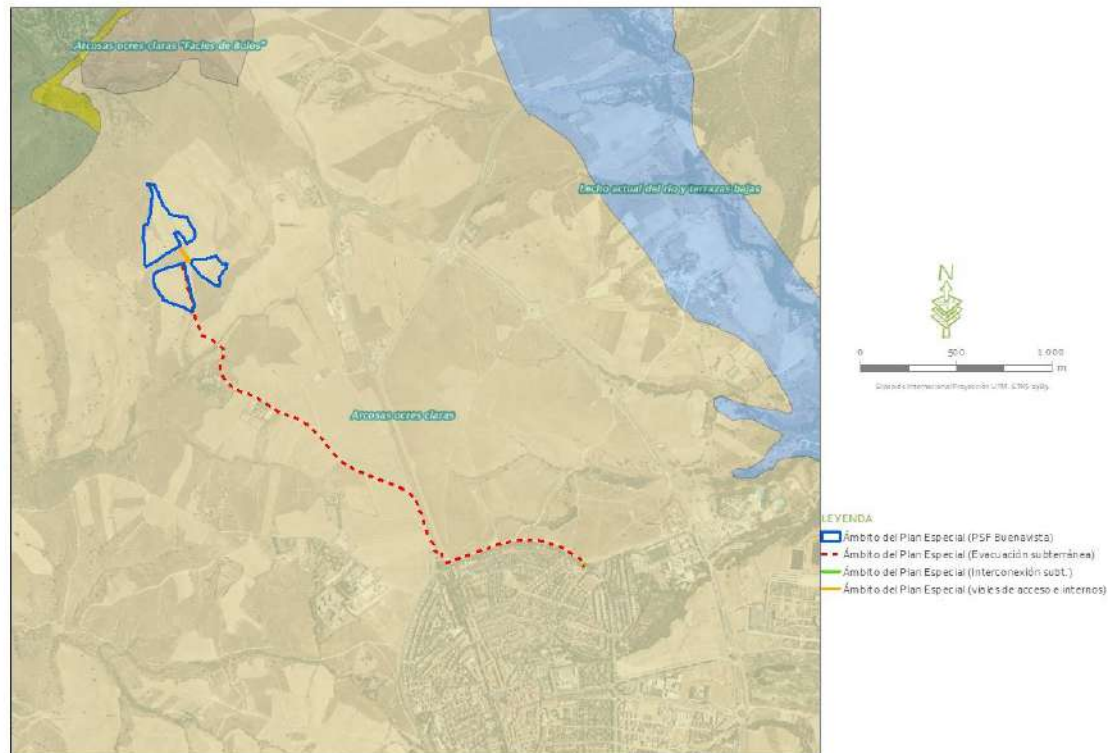 Arcosas ocres claras "Facies de Bolos"
Lecho actual del río y terrazas bajas
Arcosas ocres claras
N
0 500 1.000
m
LEYENDA
Ámbito del Plan Especial (PSF Buenavista)
Ámbito del Plan Especial (Evacuación subterránea)
Ámbito del Plan Especial (Interconexión subt.)
Ámbito del Plan Especial (viales de acceso e internos)